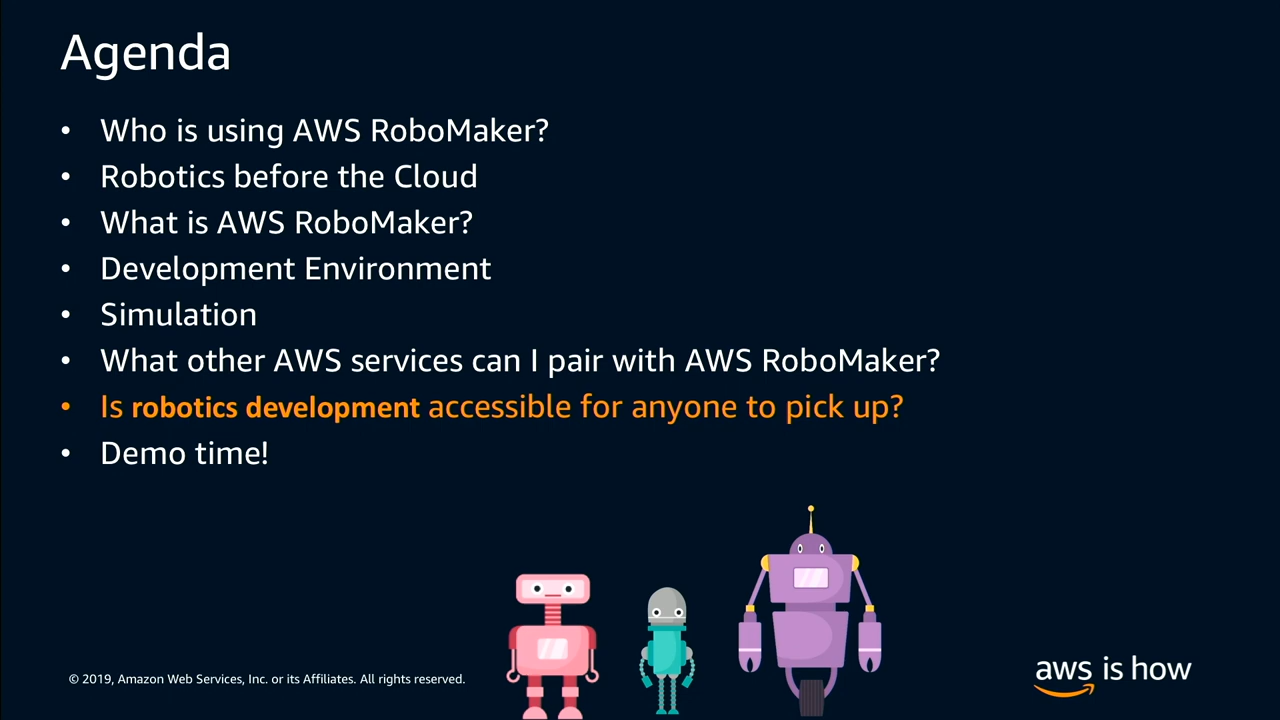 Agenda
• Who is using AWS RoboMaker?
• Robotics before the Cloud
• What is AWS RoboMaker?
• Development Environment
• Simulation
• What other AWS services can I pair with AWS RoboMaker?
• Is robotics development accessible for anyone to pick up?
• Demo time!
© 2019, Amazon Web Services, Inc. or its Affiliates. All rights reserved.
aws is how